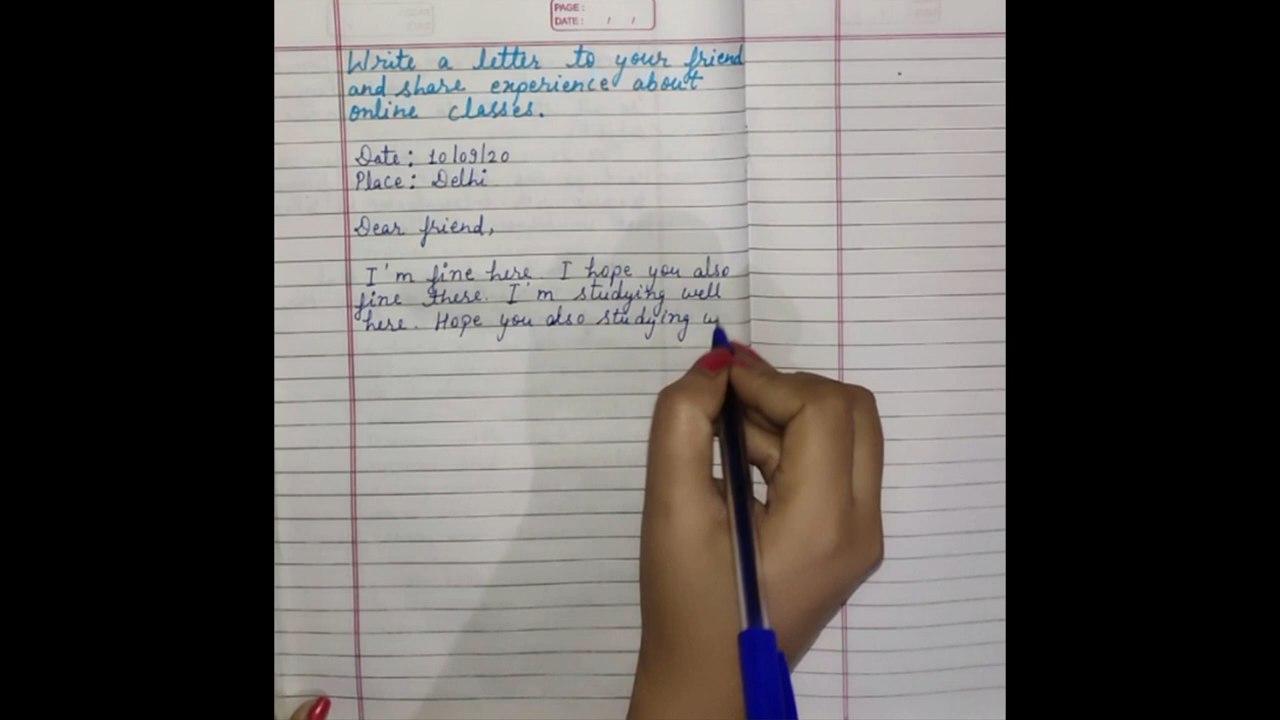 PAGE :
DATE : / /
Write a letter to your friend
and share experience about
online classes.
Date: 10/09/20
Place: Delhi
Dear friend,
I'm fine here. I hope you also
fine there. I'm studying well
here. Hope you also studying w